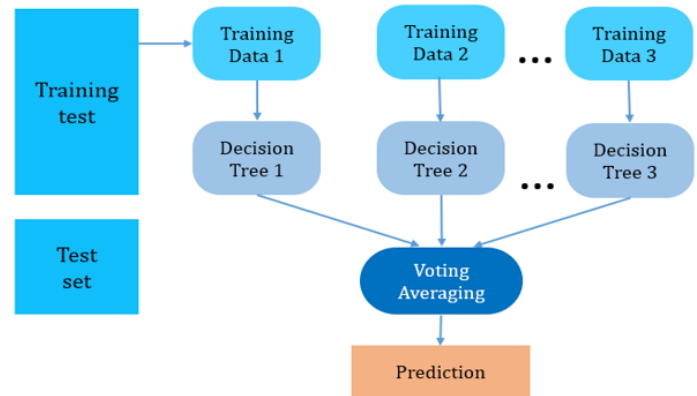 Training
test
Training
Data 1
Training
Data 2
...
Training
Data 3
Decision
Tree 1
Decision
Tree 2
...
Decision
Tree 3
Test
set
Voting
Averaging
Prediction